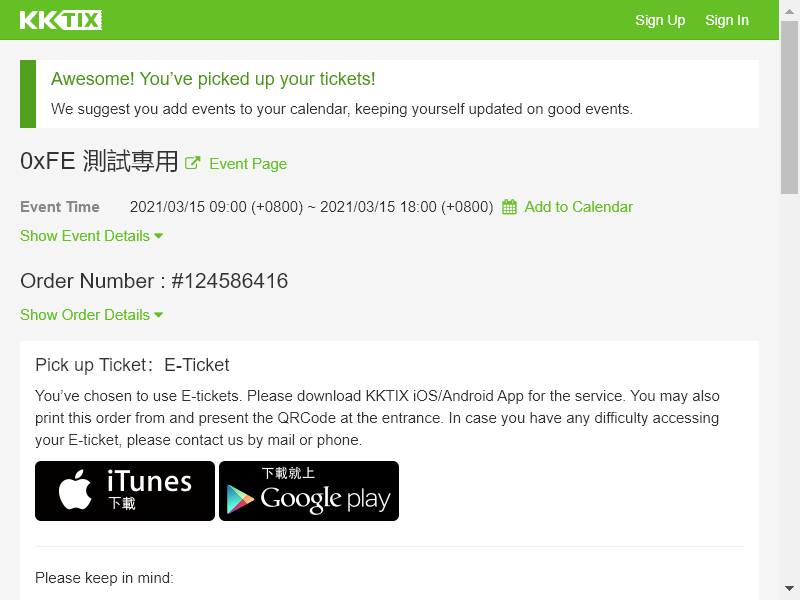 KKTIX
Sign Up Sign In
Awesome! You’ve picked up your tickets!
We suggest you add events to your calendar, keeping yourself updated on good events.
0xFE 測試專用 Event Page
Event Time 2021/03/15 09:00 (+0800) ~ 2021/03/15 18:00 (+0800) Add to Calendar
Show Event Details
Order Number : #124586416
Show Order Details
Pick up Ticket：E-Ticket
You’ve chosen to use E-tickets. Please download KKTIX iOS/Android App for the service. You may also
print this order from and present the QRCode at the entrance. In case you have any difficulty accessing
your E-ticket, please contact us by mail or phone.
iTunes
下載
下載就上
Google play
Please keep in mind: